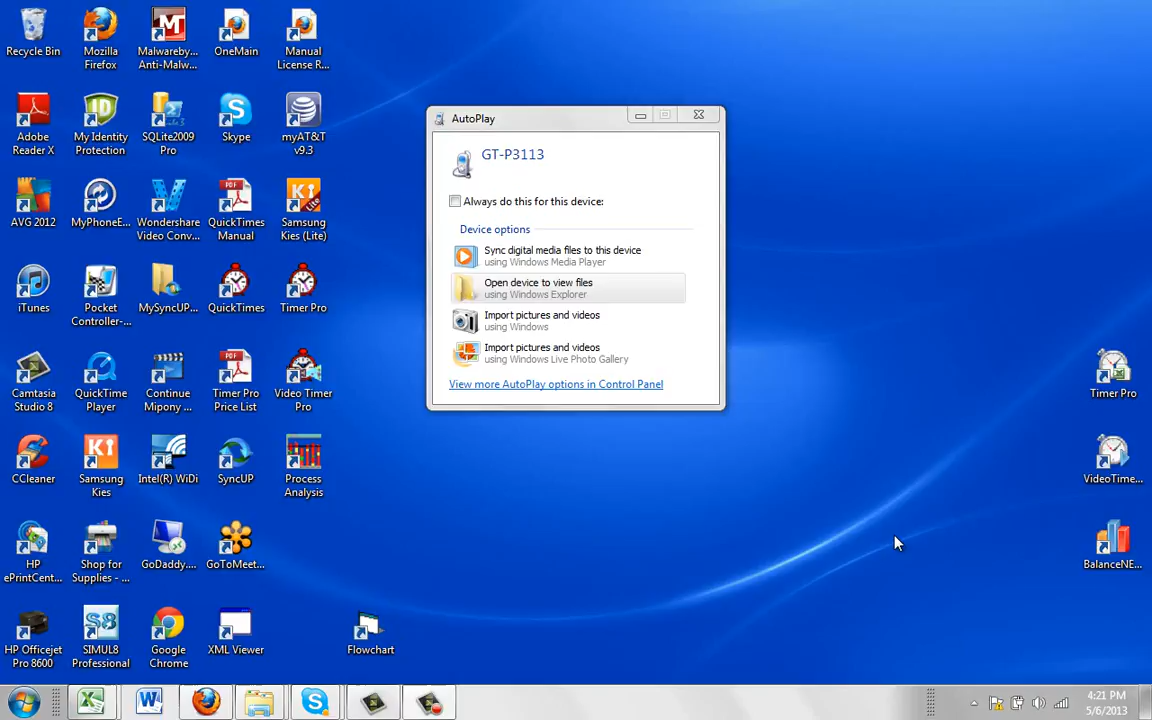 Recycle Bin
Mozilla
Firefox
Malwareby...
Anti-Malw...
OneMain
Manual
License R...
Adobe
Reader X
My Identity
Protection
SQLite2009
Pro
Skype
myAT&T
v9.3
AVG 2012
MyPhoneE...
Wondershare
Video Conv...
QuickTimes
Manual
Samsung
Kies (Lite)
iTunes
Pocket
Controller-...
MySyncUP...
QuickTimes
Timer Pro
Camtasia
Studio 8
QuickTime
Player
Continue
Mipony ...
Timer Pro
Price List
Video Timer
Pro
CCleaner
Samsung
Kies
Intel(R) WiDi
SyncUP
Process
Analysis
HP
ePrintCent...
Shop for
Supplies - ...
GoDaddy....
GoToMeet...
HP Officejet
Pro 8600
SIMUL8
Professional
Google
Chrome
XML Viewer
Flowchart
AutoPlay
GT-P3113
Always do this for this device:
Device options
Sync digital media files to this device
using Windows Media Player
Open device to view files
using Windows Explorer
Import pictures and videos
using Windows
Import pictures and videos
using Windows Live Photo Gallery
View more AutoPlay options in Control Panel
Timer Pro
VideoTime...
BalanceNE...
4:21 PM
5/6/2013